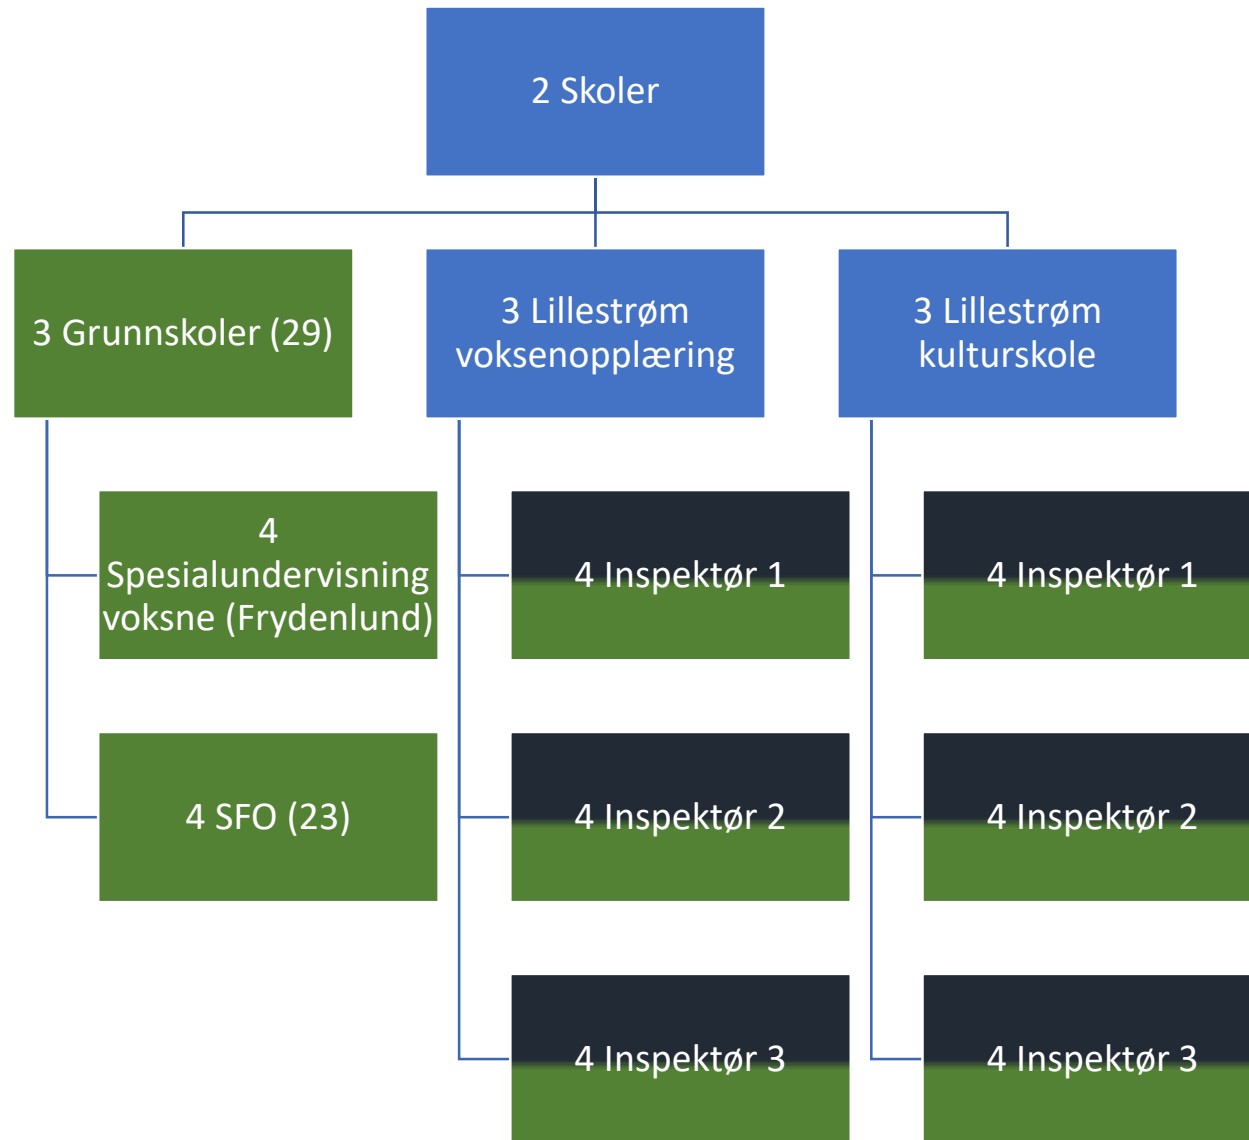 2 Skoler
3 Grunnskoler (29)
3 Lillestrøm
voksenopplæring
3 Lillestrøm
kulturskole
4
Spesialundervisning
voksne (Frydenlund)
4 Inspektør 1
4 Inspektør 1
4 SFO (23)
4 Inspektør 2
4 Inspektør 2
4 Inspektør 3
4 Inspektør 3